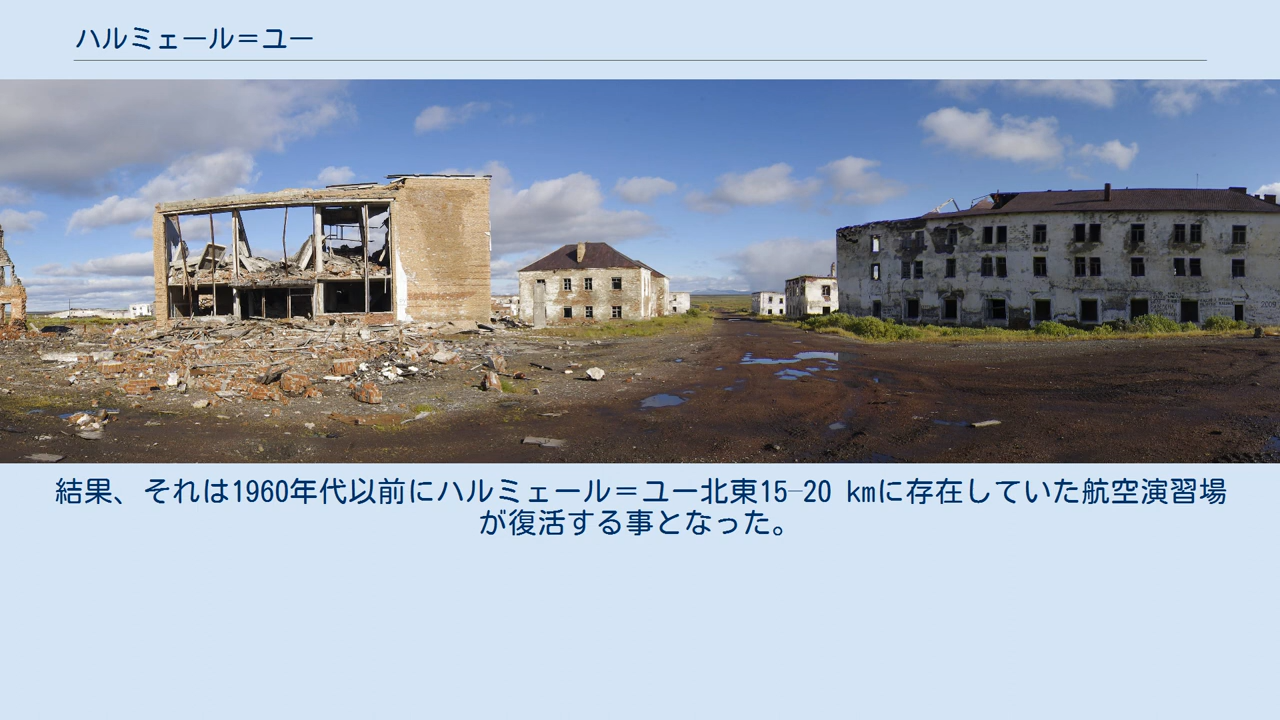 ハルミェール＝ユー
結果、それは1960年代以前にハルミェール＝ユー北東15–20 kmに存在していた航空演習場
が復活する事となった。